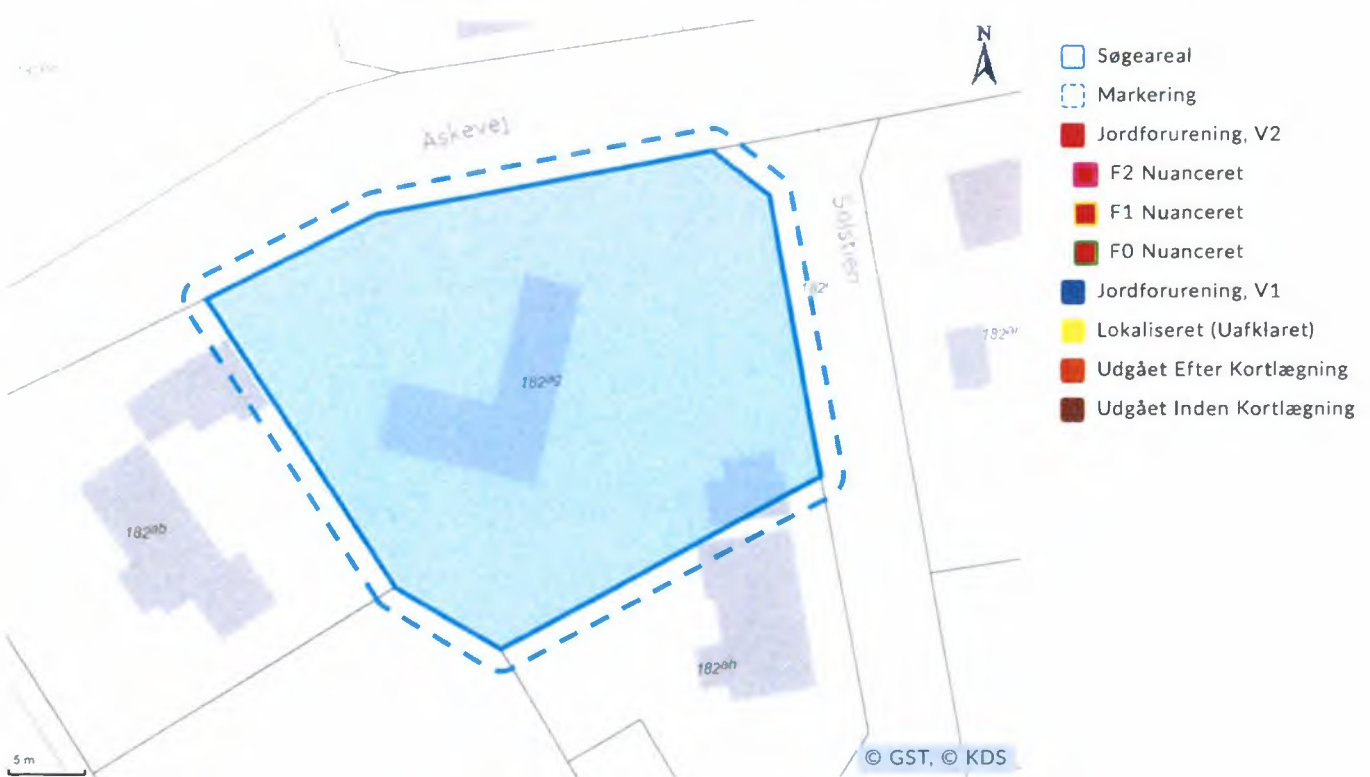 N
Askevej
Solstien
182ag
182ab
182ah
5 m
© GST, © KDS
Søgeareal
Markering
Jordforurening, V2
F2 Nuanceret
F1 Nuanceret
F0 Nuanceret
Jordforurening, V1
Lokaliseret (Uafklaret)
Udgået Efter Kortlægning
Udgået Inden Kortlægning